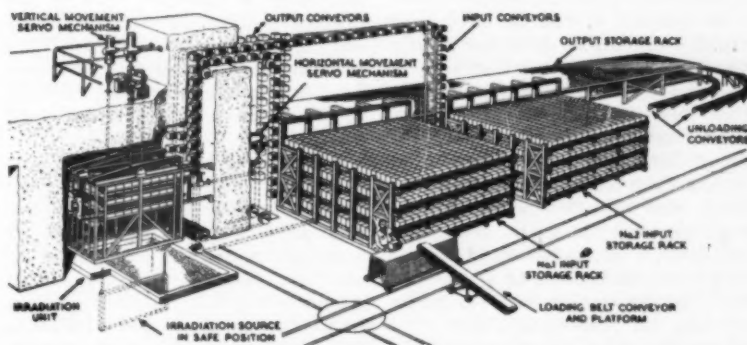 VERTICAL MOVEMENT
SERVO MECHANISM
OUTPUT CONVEYORS
INPUT CONVEYORS
HORIZONTAL MOVEMENT
SERVO MECHANISM
OUTPUT STORAGE RACK
UNLOADING
CONVEYORS
No.2 INPUT
STORAGE RACK
No.1 INPUT
STORAGE RACK
LOADING BELT CONVEYOR
AND PLATFORM
IRRADIATION
UNIT
IRRADIATION SOURCE
IN SAFE POSITION